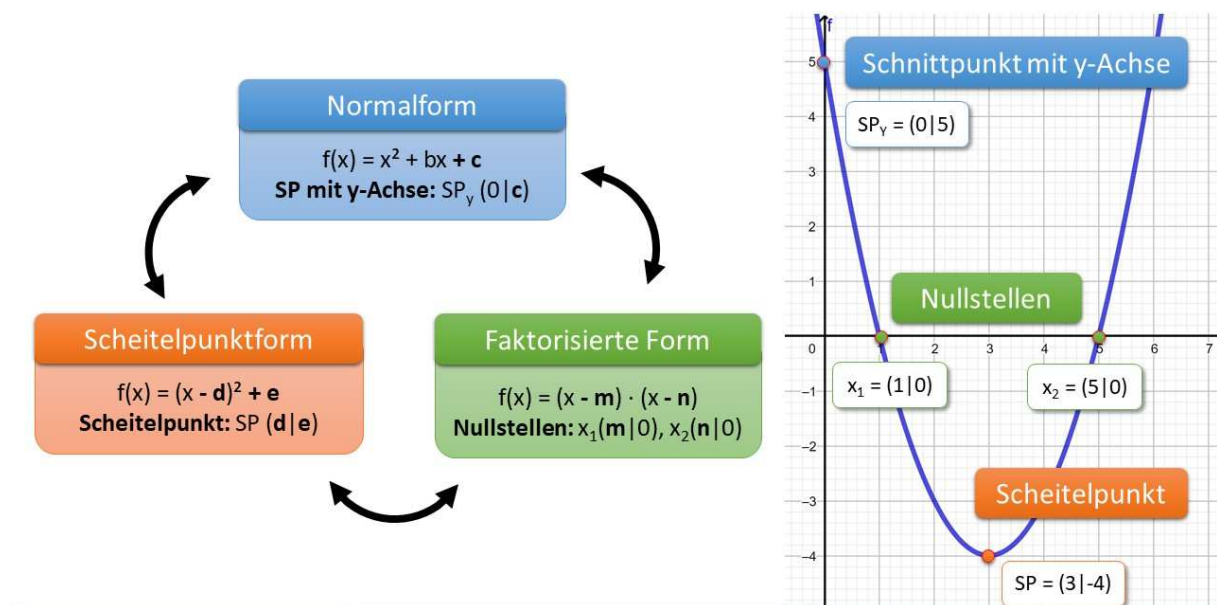 Normalform
f(x) = x² + bx + c
SP mit y-Achse: SPy (0|c)
Scheitelpunktform
f(x) = (x - d)² + e
Scheitelpunkt: SP (d|e)
Faktorisierte Form
f(x) = (x - m) · (x - n)
Nullstellen: x₁(m|0), x₂(n|0)
f
Schnittpunkt mit y-Achse
SPY = (0|5)
Nullstellen
x₁ = (1|0)
x₂ = (5|0)
Scheitelpunkt
SP = (3|-4)
5
4
3
2
1
0 2 3 4 5 6 7
−1
−2
−3
−4